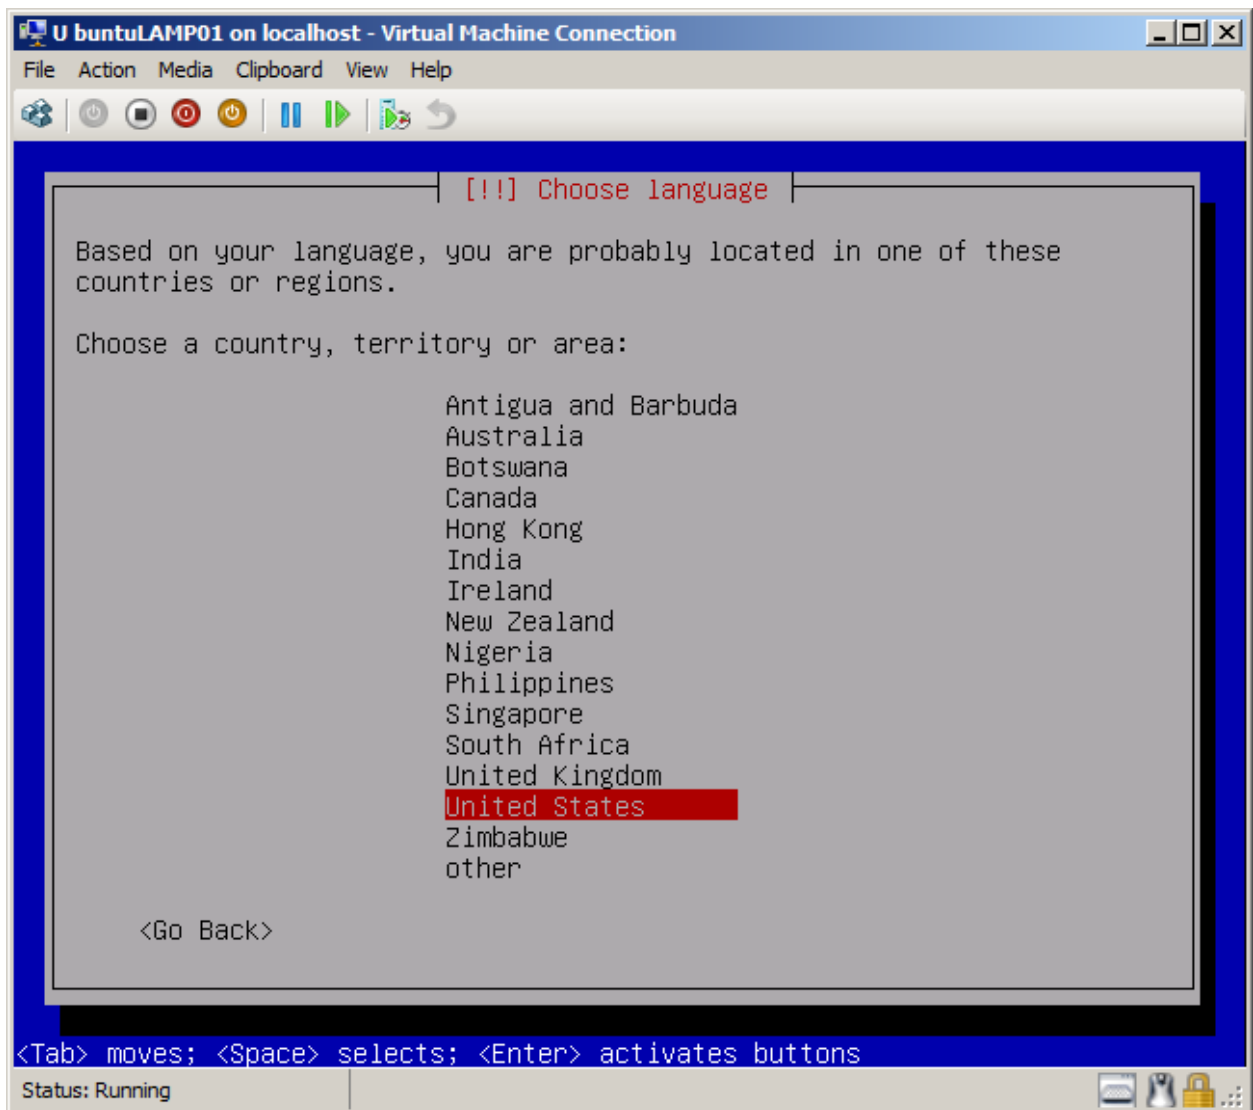 U buntuLAMP01 on localhost - Virtual Machine Connection
File Action Media Clipboard View Help
[!!] Choose language
Based on your language, you are probably located in one of these
countries or regions.
Choose a country, territory or area:
Antigua and Barbuda
Australia
Botswana
Canada
Hong Kong
India
Ireland
New Zealand
Nigeria
Philippines
Singapore
South Africa
United Kingdom
United States
Zimbabwe
other
<Go Back>
<Tab> moves; <Space> selects; <Enter> activates buttons
Status: Running